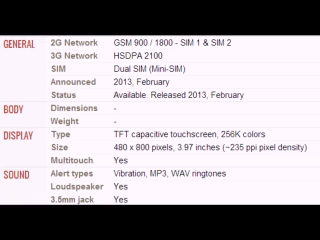 GENERAL 2G Network GSM 900 / 1800 - SIM 1 & SIM 2
3G Network HSDPA 2100
SIM Dual SIM (Mini-SIM)
Announced 2013, February
Status Available. Released 2013, February
BODY Dimensions -
Weight -
DISPLAY Type TFT capacitive touchscreen, 256K colors
Size 480 x 800 pixels, 3.97 inches (~235 ppi pixel density)
Multitouch Yes
SOUND Alert types Vibration, MP3, WAV ringtones
Loudspeaker Yes
3.5mm jack Yes